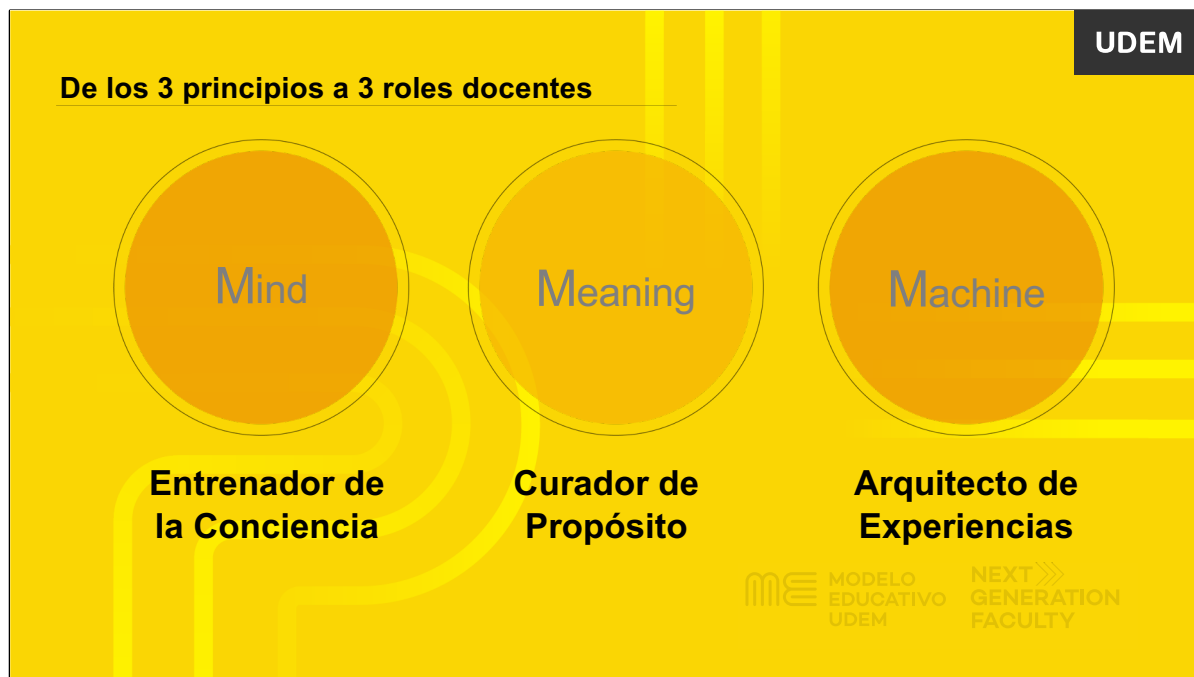 UDEM
De los 3 principios a 3 roles docentes
Mind
Meaning
Machine
Entrenador de
la Conciencia
Curador de
Propósito
Arquitecto de
Experiencias
ME
MODELO
EDUCATIVO
UDEM
NEXT
GENERATION
FACULTY